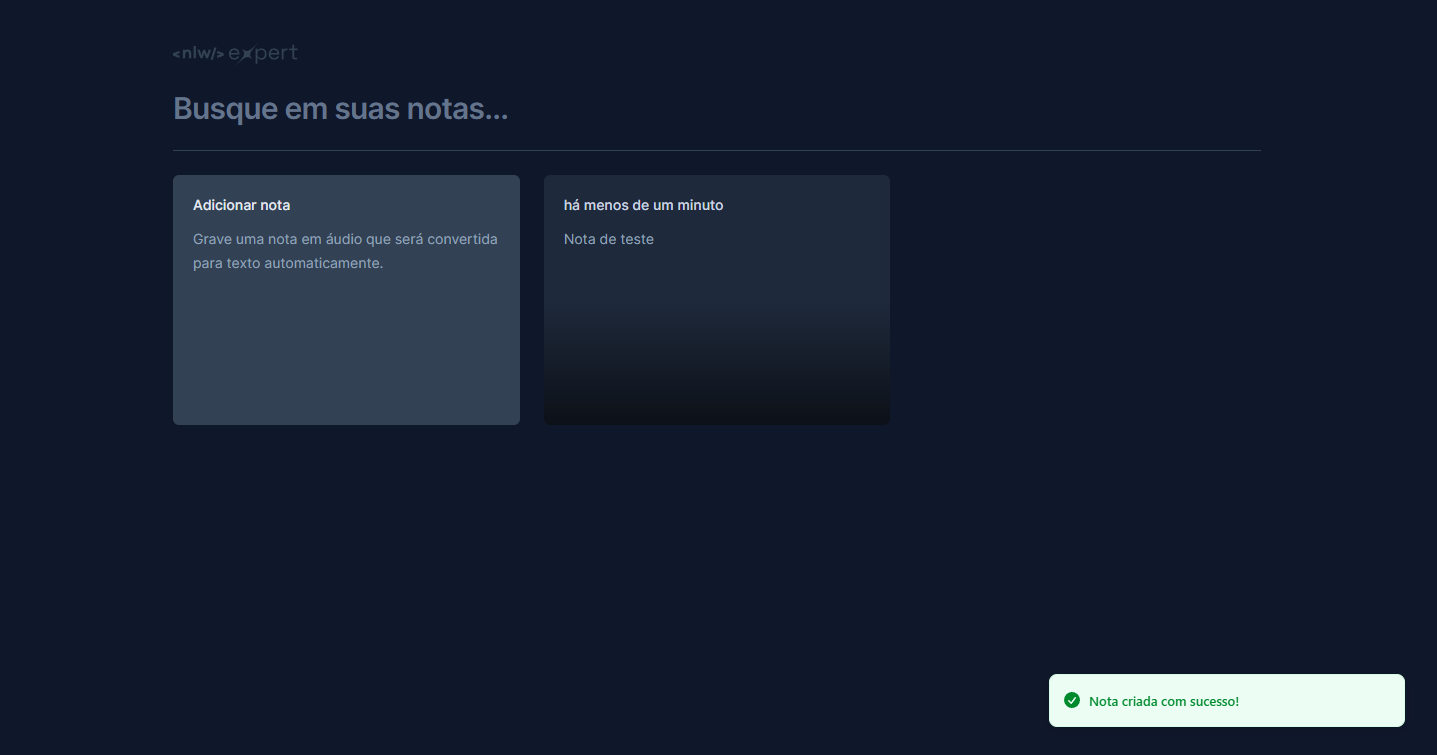 <nlw/> expert
Busque em suas notas...
Adicionar nota
Grave uma nota em áudio que será convertida
para texto automaticamente.
há menos de um minuto
Nota de teste
Nota criada com sucesso!